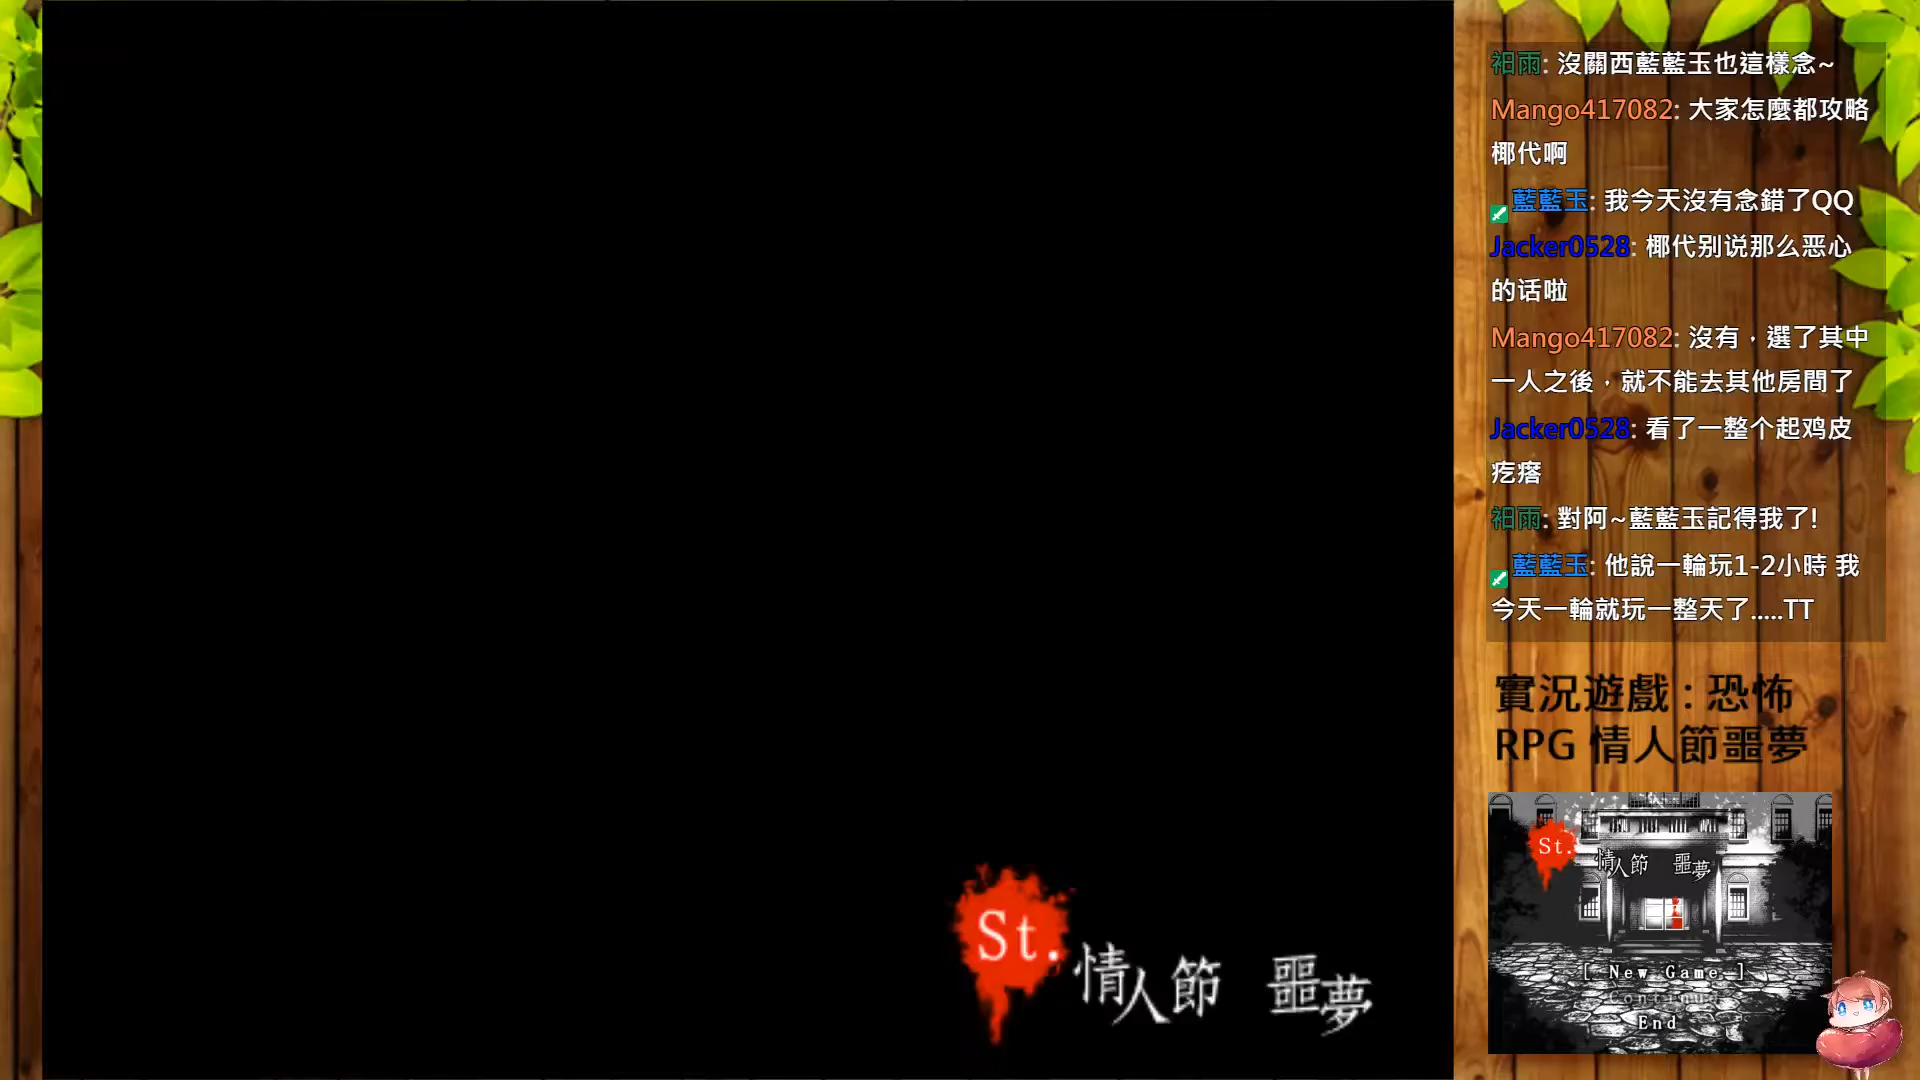 St. 情人節 噩夢
袓雨: 沒關西藍藍玉也這樣念~
Mango417082: 大家怎麼都攻略
椰代啊
藍藍玉: 我今天沒有念錯了QQ
Jacker0528: 椰代别说那么恶心
的话啦
Mango417082: 沒有，選了其中
一人之後，就不能去其他房間了
Jacker0528: 看了一整个起鸡皮
疙瘩
袓雨: 對阿~藍藍玉記得我了!
藍藍玉: 他說一輪玩1-2小時 我
今天一輪就玩一整天了.....TT
實況遊戲 : 恐怖
RPG 情人節噩夢
St. 情人節 噩夢
[ New Game ]
Continue
End